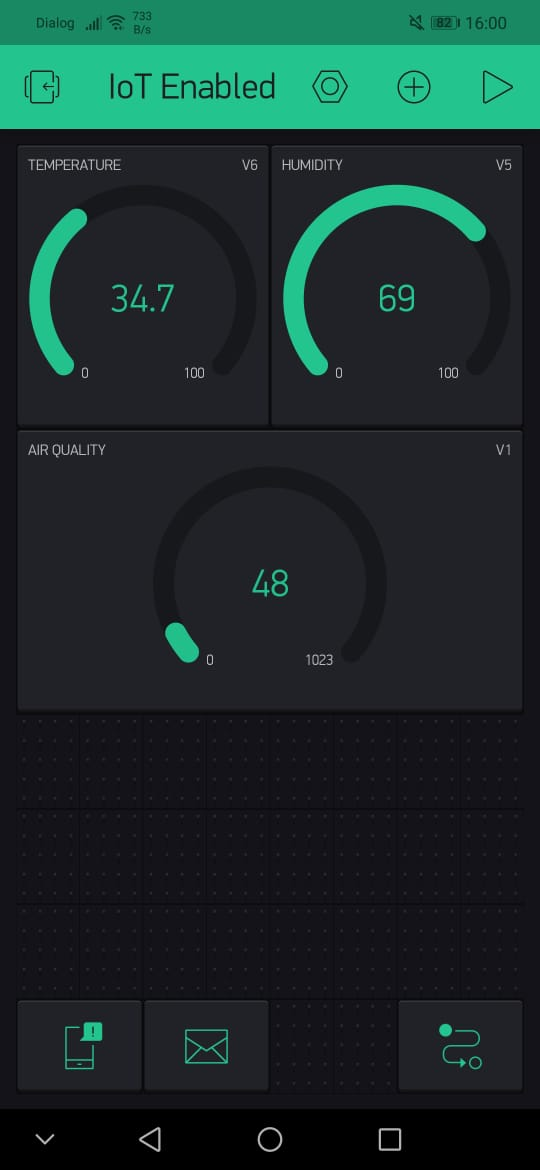 Dialog 733 B/s 82 16:00
IoT Enabled
TEMPERATURE V6 HUMIDITY V5
34.7 69
0 100 0 100
AIR QUALITY V1
48
0 1023
!